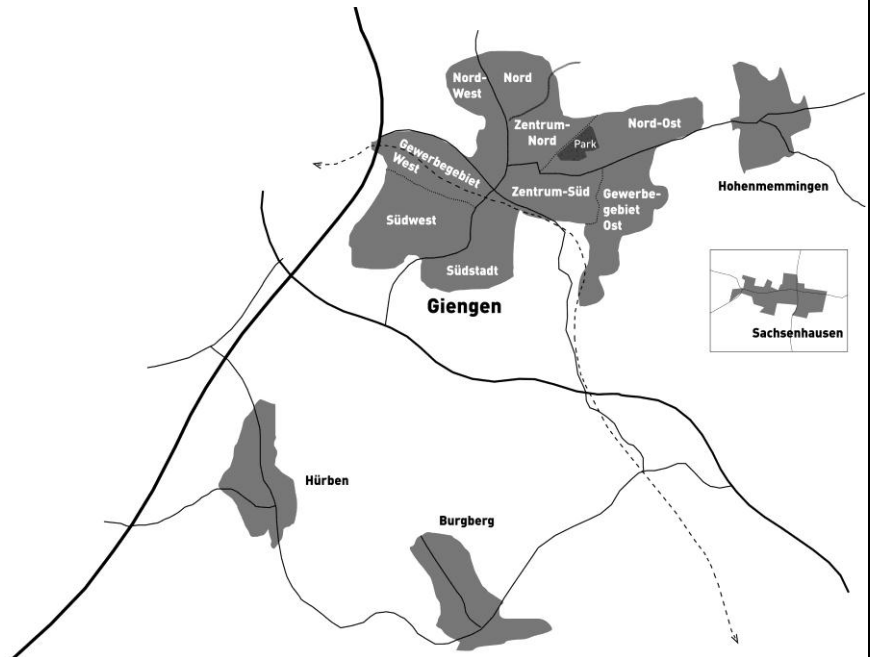 Nord-
West
Nord
Zentrum-
Nord
Park
Nord-Ost
Gewerbegebiet
West
Zentrum-Süd
Gewerbe-
gebiet
Ost
Hohenmemmingen
Südwest
Südstadt
Giengen
Sachsenhausen
Hürben
Burgberg